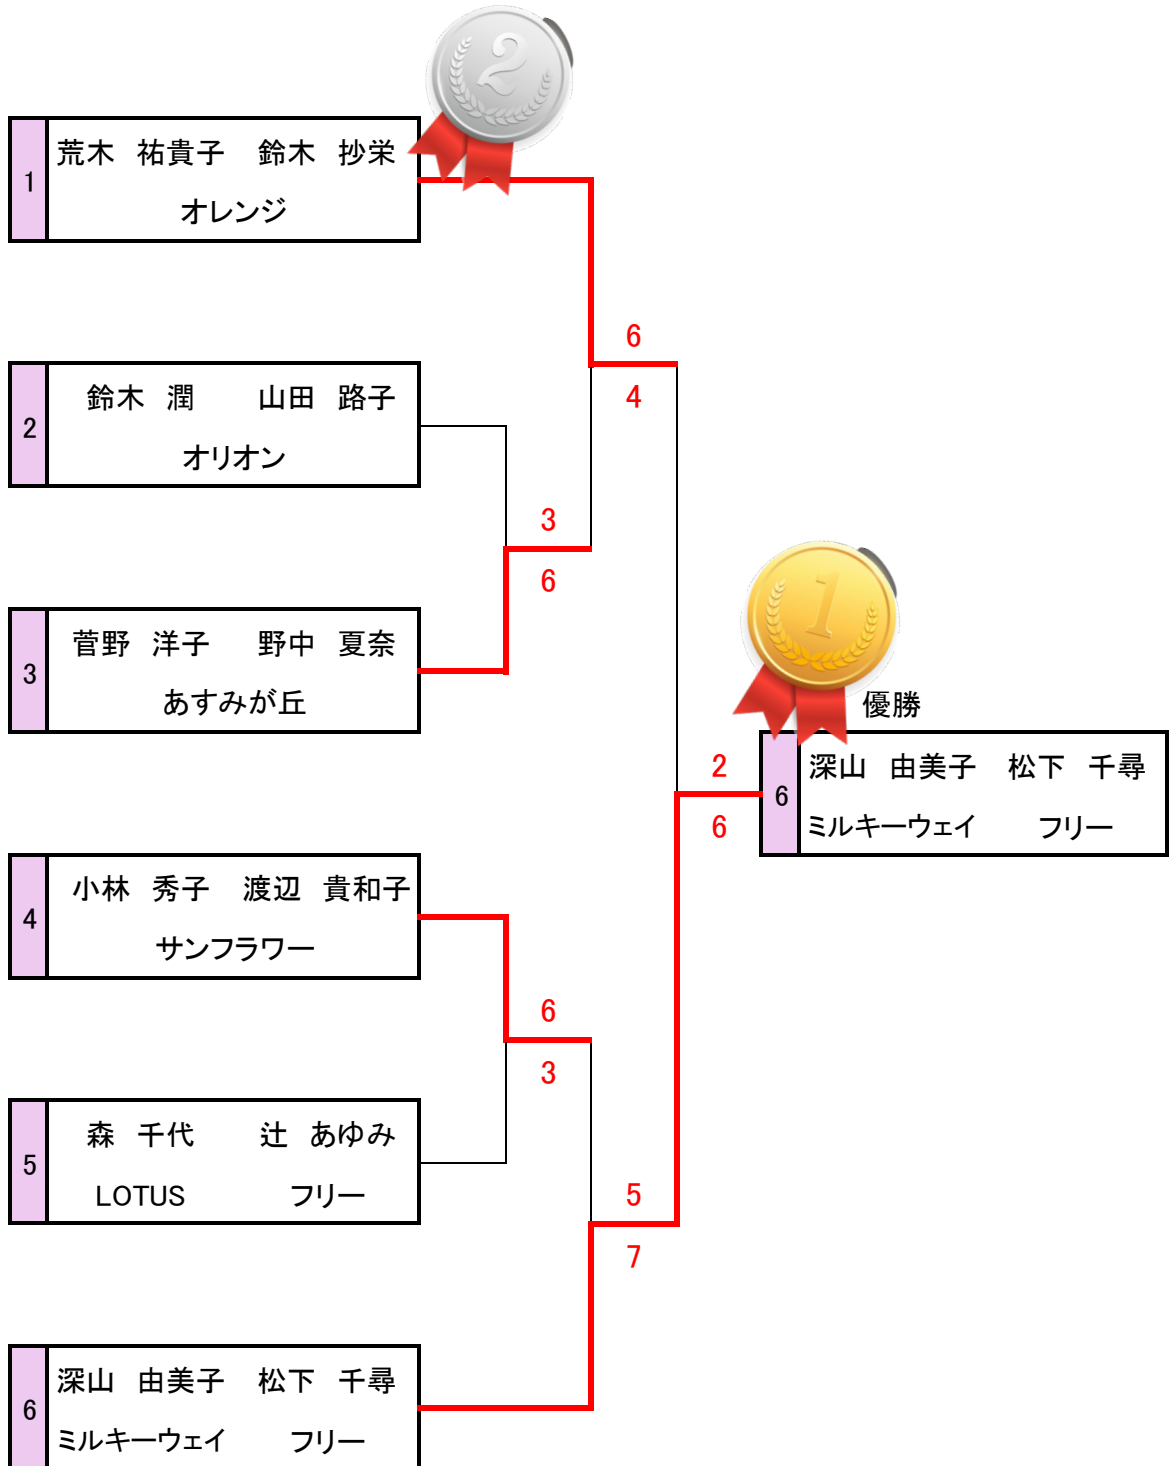 2
1
荒木 祐貴子 鈴木 抄栄
オレンジ
6
4
2
鈴木 潤 山田 路子
オリオン
3
6
3
菅野 洋子 野中 夏奈
あすみが丘
1
優勝
2
6
6
深山 由美子 松下 千尋
ミルキーウェイ フリー
4
小林 秀子 渡辺 貴和子
サンフラワー
6
3
5
森 千代 辻 あゆみ
LOTUS フリー
5
7
6
深山 由美子 松下 千尋
ミルキーウェイ フリー